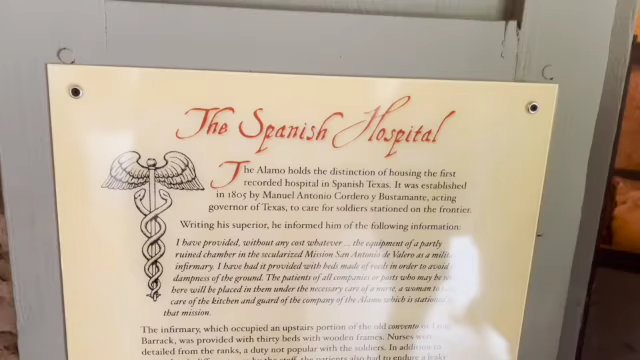 The Spanish Hospital
The Alamo holds the distinction of housing the first
recorded hospital in Spanish Texas. It was established
in 1805 by Manuel Antonio Cordero y Bustamante, acting
governor of Texas, to care for soldiers stationed on the frontier.
Writing his superior, he informed him of the following information:
I have provided, without any cost whatever ... the equipment of a partly
ruined chamber in the secularized Mission San Antonio de Valero as a
infirmary. I have had it provided with beds made of reeds in order to avoid
dampness of the ground. The patients of all companies or posts who may be
here will be placed in them under the necessary care of a nurse, a woman to
care of the kitchen and guard of the company of the Alamo which is stationed
that mission.
The infirmary, which occupied an upstairs portion of the old convento or
Barrack, was provided with thirty beds with wooden frames. Nurses were
detailed from the ranks, a duty not popular with the soldiers. In addition to
the staff, the patients also had to endure a leaky